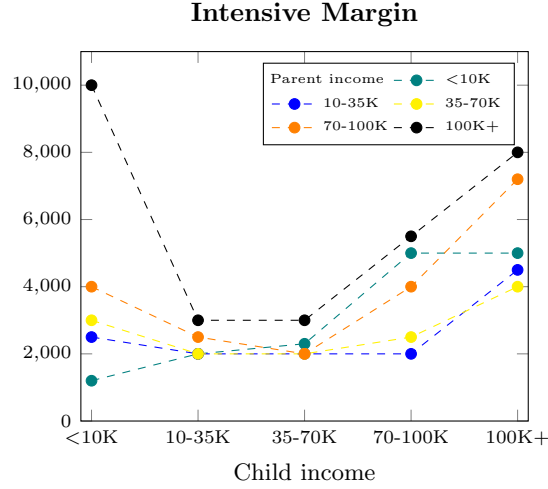 Intensive Margin
Parent income <10K
10-35K 35-70K
70-100K 100K+
10,000
8,000
6,000
4,000
2,000
0
<10K 10-35K 35-70K 70-100K 100K+
Child income